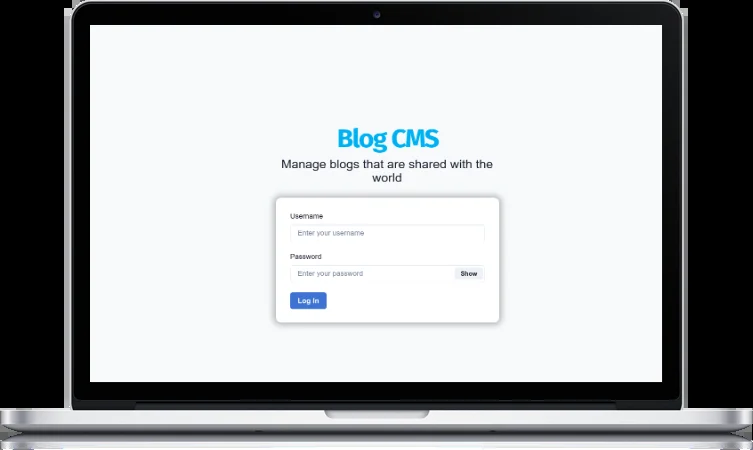 Blog CMS
Manage blogs that are shared with the
world
Username
Enter your username
Password
Enter your password
Show
Log In